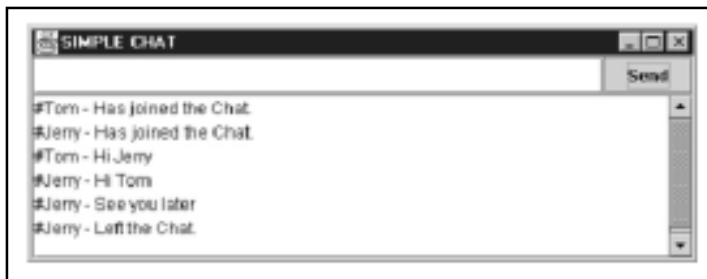 SIMPLE CHAT
Send
#Tom - Has joined the Chat.
#Jerry - Has joined the Chat.
#Tom - Hi Jerry
#Jerry - Hi Tom
#Jerry - See you later
#Jerry - Left the Chat.